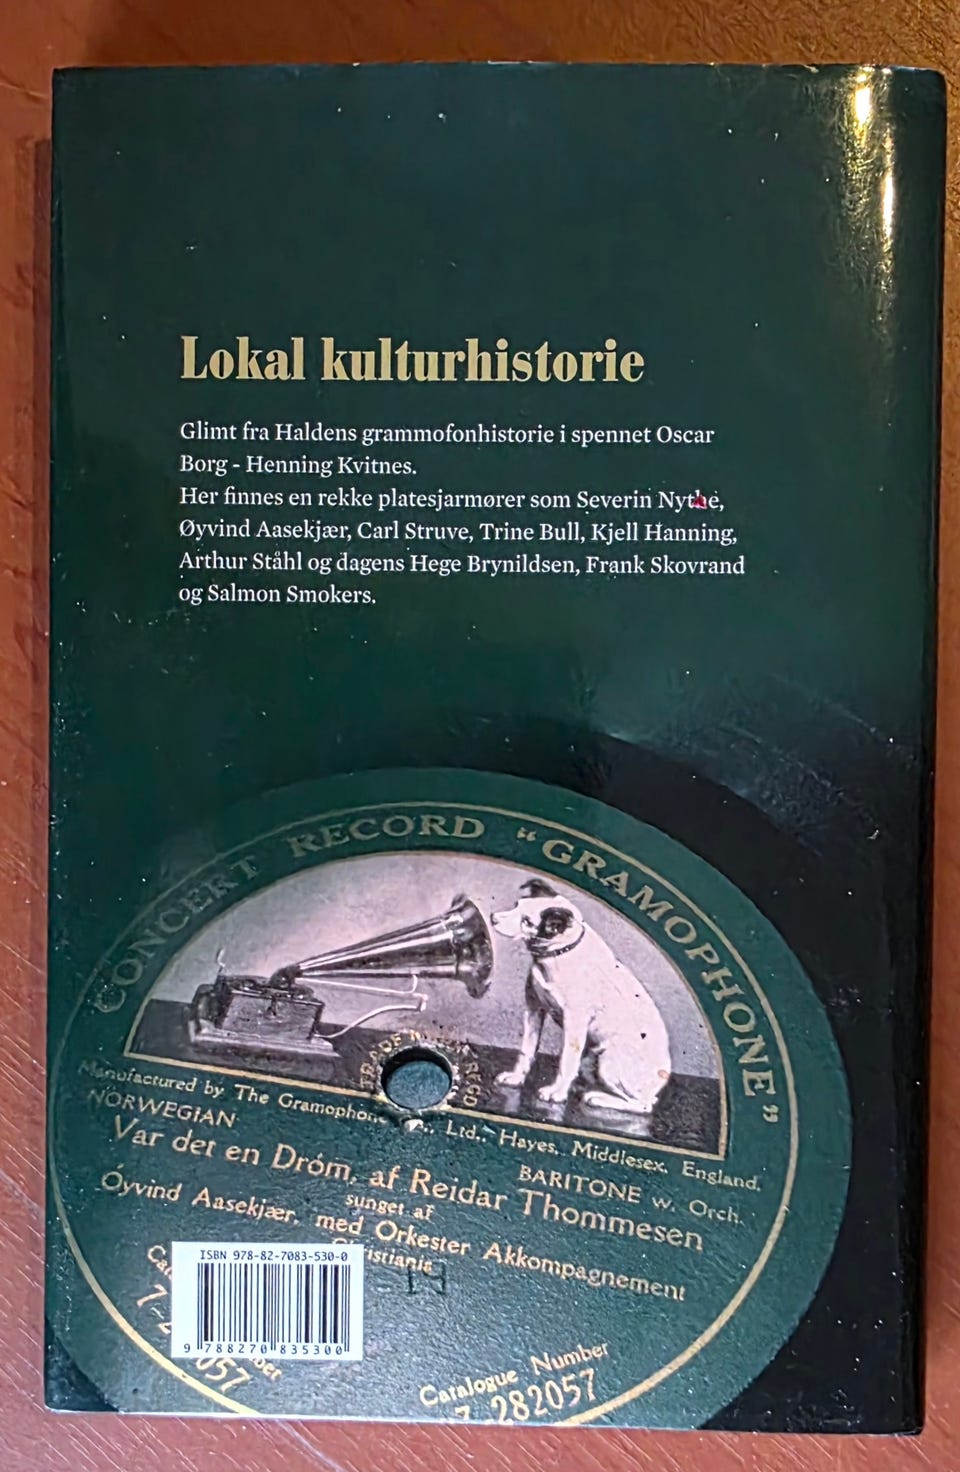 Lokal kulturhistorie
Glimt fra Haldens grammofonhistorie i spennet Oscar
Borg - Henning Kvitnes.
Her finnes en rekke platesjarmører som Severin Nythe,
Øyvind Aasekjær, Carl Struve, Trine Bull, Kjell Hanning,
Arthur Ståhl og dagens Hege Brynildsen, Frank Skovrand
og Salmon Smokers.
CONCERT RECORD "GRAMOPHONE"
Manufactured by The Gramophone Ltd., Hayes, Middlesex, England.
NORWEGIAN
BARITONE w. Orch.
Var det en Dróm, af Reidar Thommesen
sunget af
Óyvind Aasekjær, med Orkester Akkompagnement
Christiania
ISBN 978-82-7083-530-0
9 788270 835300
Catalogue Number
7-282057